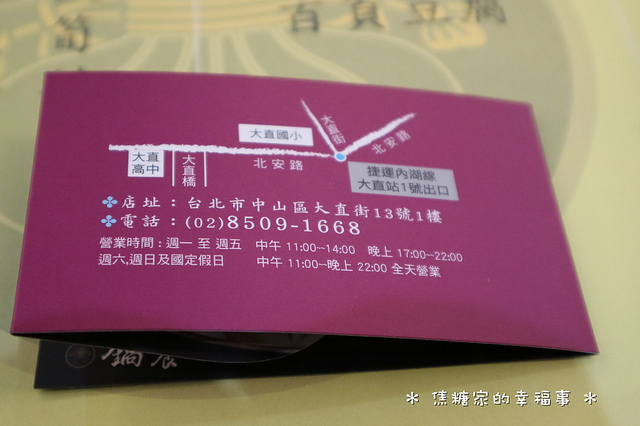 百頁豆腐
大直國小
大直街
北安路
大直
高中
大直橋
北安路
捷運內湖線
大直站1號出口
店址：台北市中山區大直街13號1樓
電話：(02)8509-1668
營業時間：週一 至 週五 中午 11:00~14:00 晚上 17:00~22:00
週六,週日及國定假日 中午 11:00~晚上 22:00 全天營業
* 焦糖家的幸福事 *